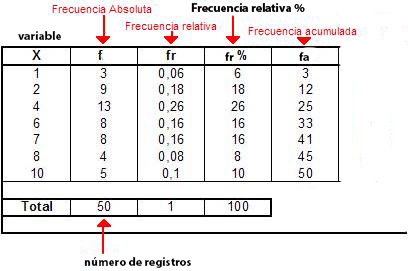 Frecuencia relativa %
Frecuencia Absoluta
Frecuencia relativa
Frecuencia acumulada
variable
X f fr fr % fa
1 3 0,06 6 3
2 9 0,18 18 12
4 13 0,26 26 25
6 8 0,16 16 33
7 8 0,16 16 41
8 4 0,08 8 45
10 5 0,1 10 50
Total 50 1 100
número de registros